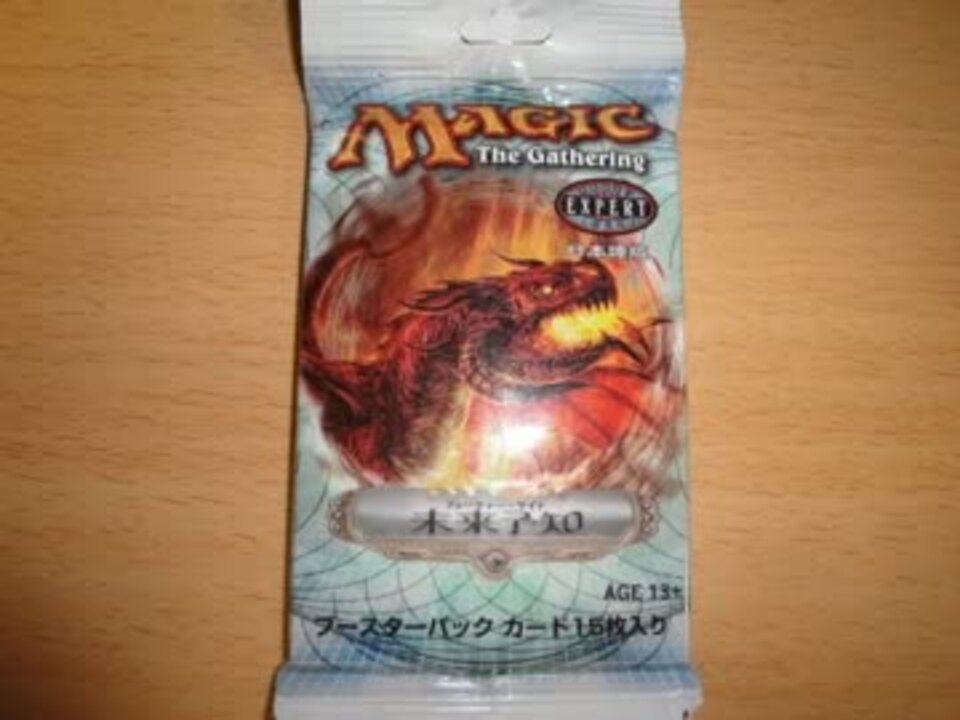 MAGIC
The Gathering
EXPERT
未来予知
AGE 13+
ブースターパック カード15枚入り